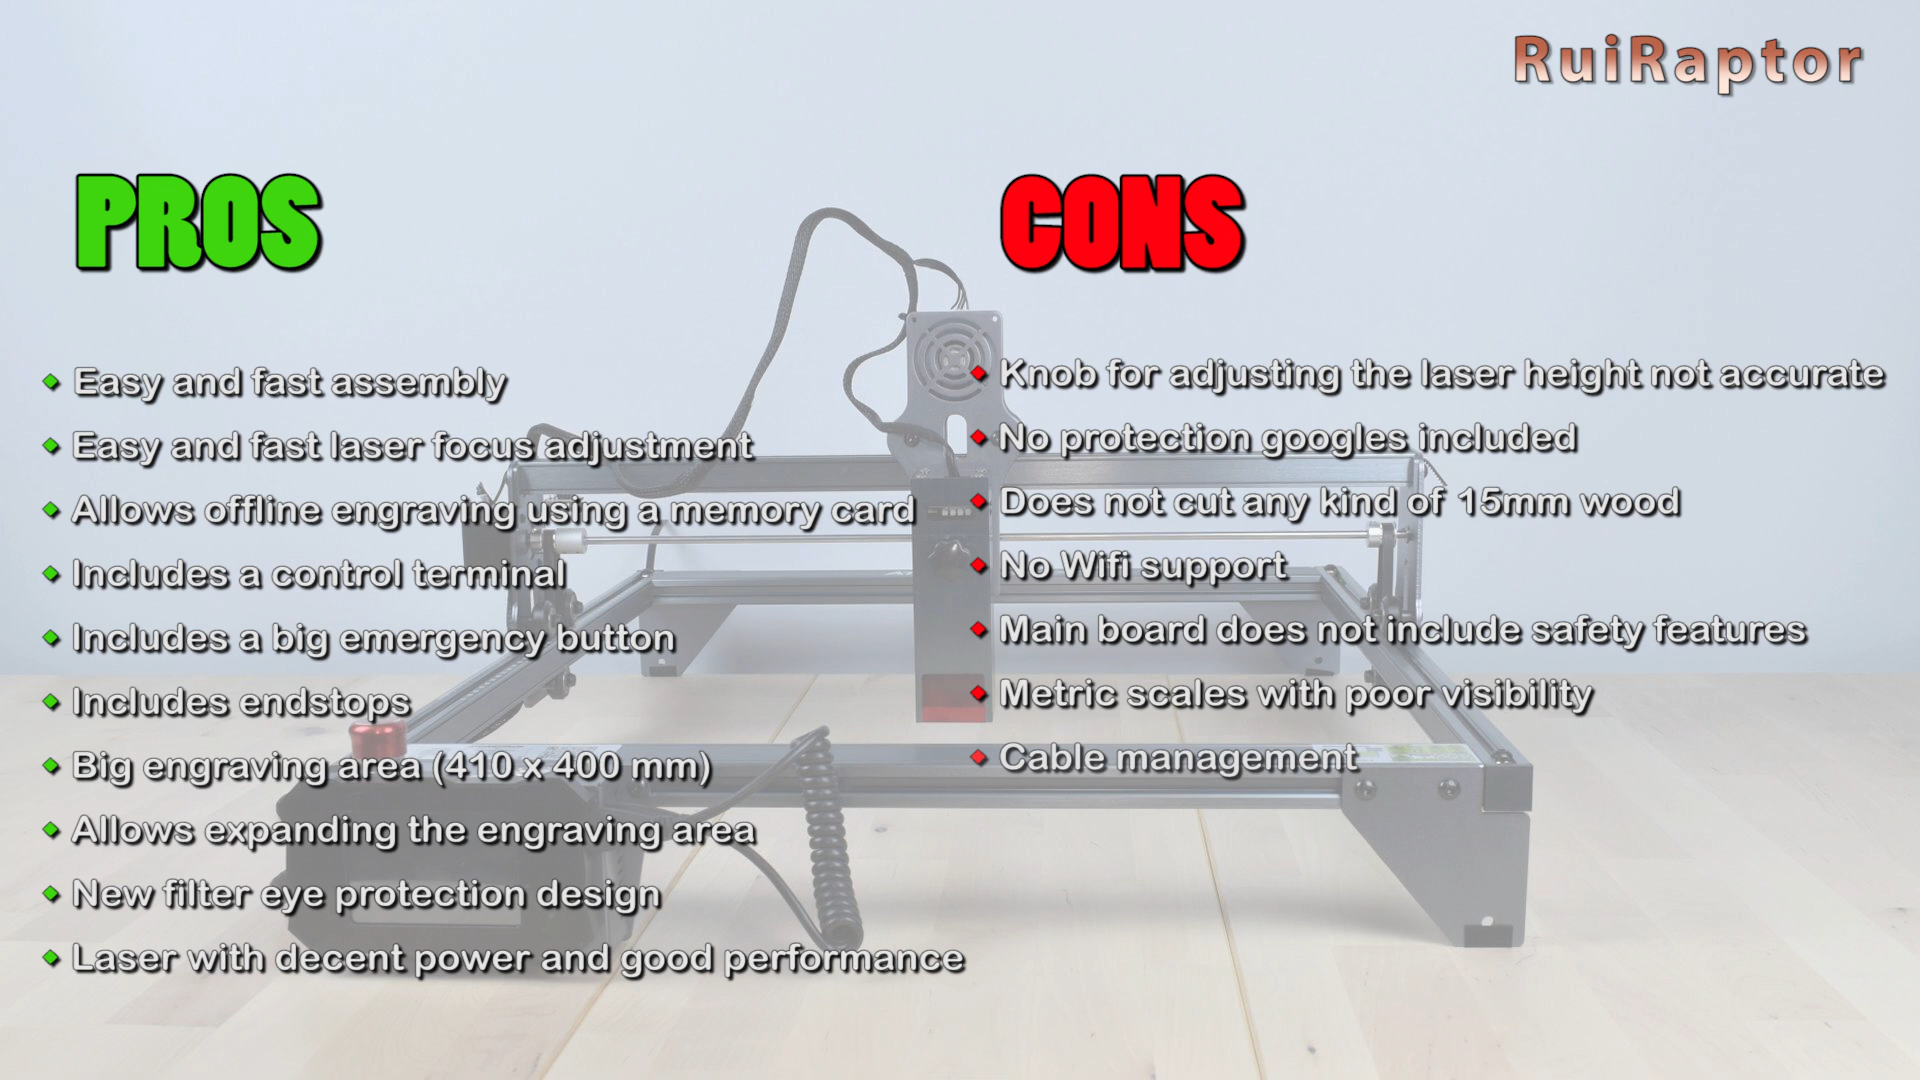 RuiRaptor
PROS
Easy and fast assembly
Easy and fast laser focus adjustment
Allows offline engraving using a memory card
Includes a control terminal
Includes a big emergency button
Includes endstops
Big engraving area (410 x 400 mm)
Allows expanding the engraving area
New filter eye protection design
Laser with decent power and good performance
CONS
Knob for adjusting the laser height not accurate
No protection googles included
Does not cut any kind of 15mm wood
No Wifi support
Main board does not include safety features
Metric scales with poor visibility
Cable management